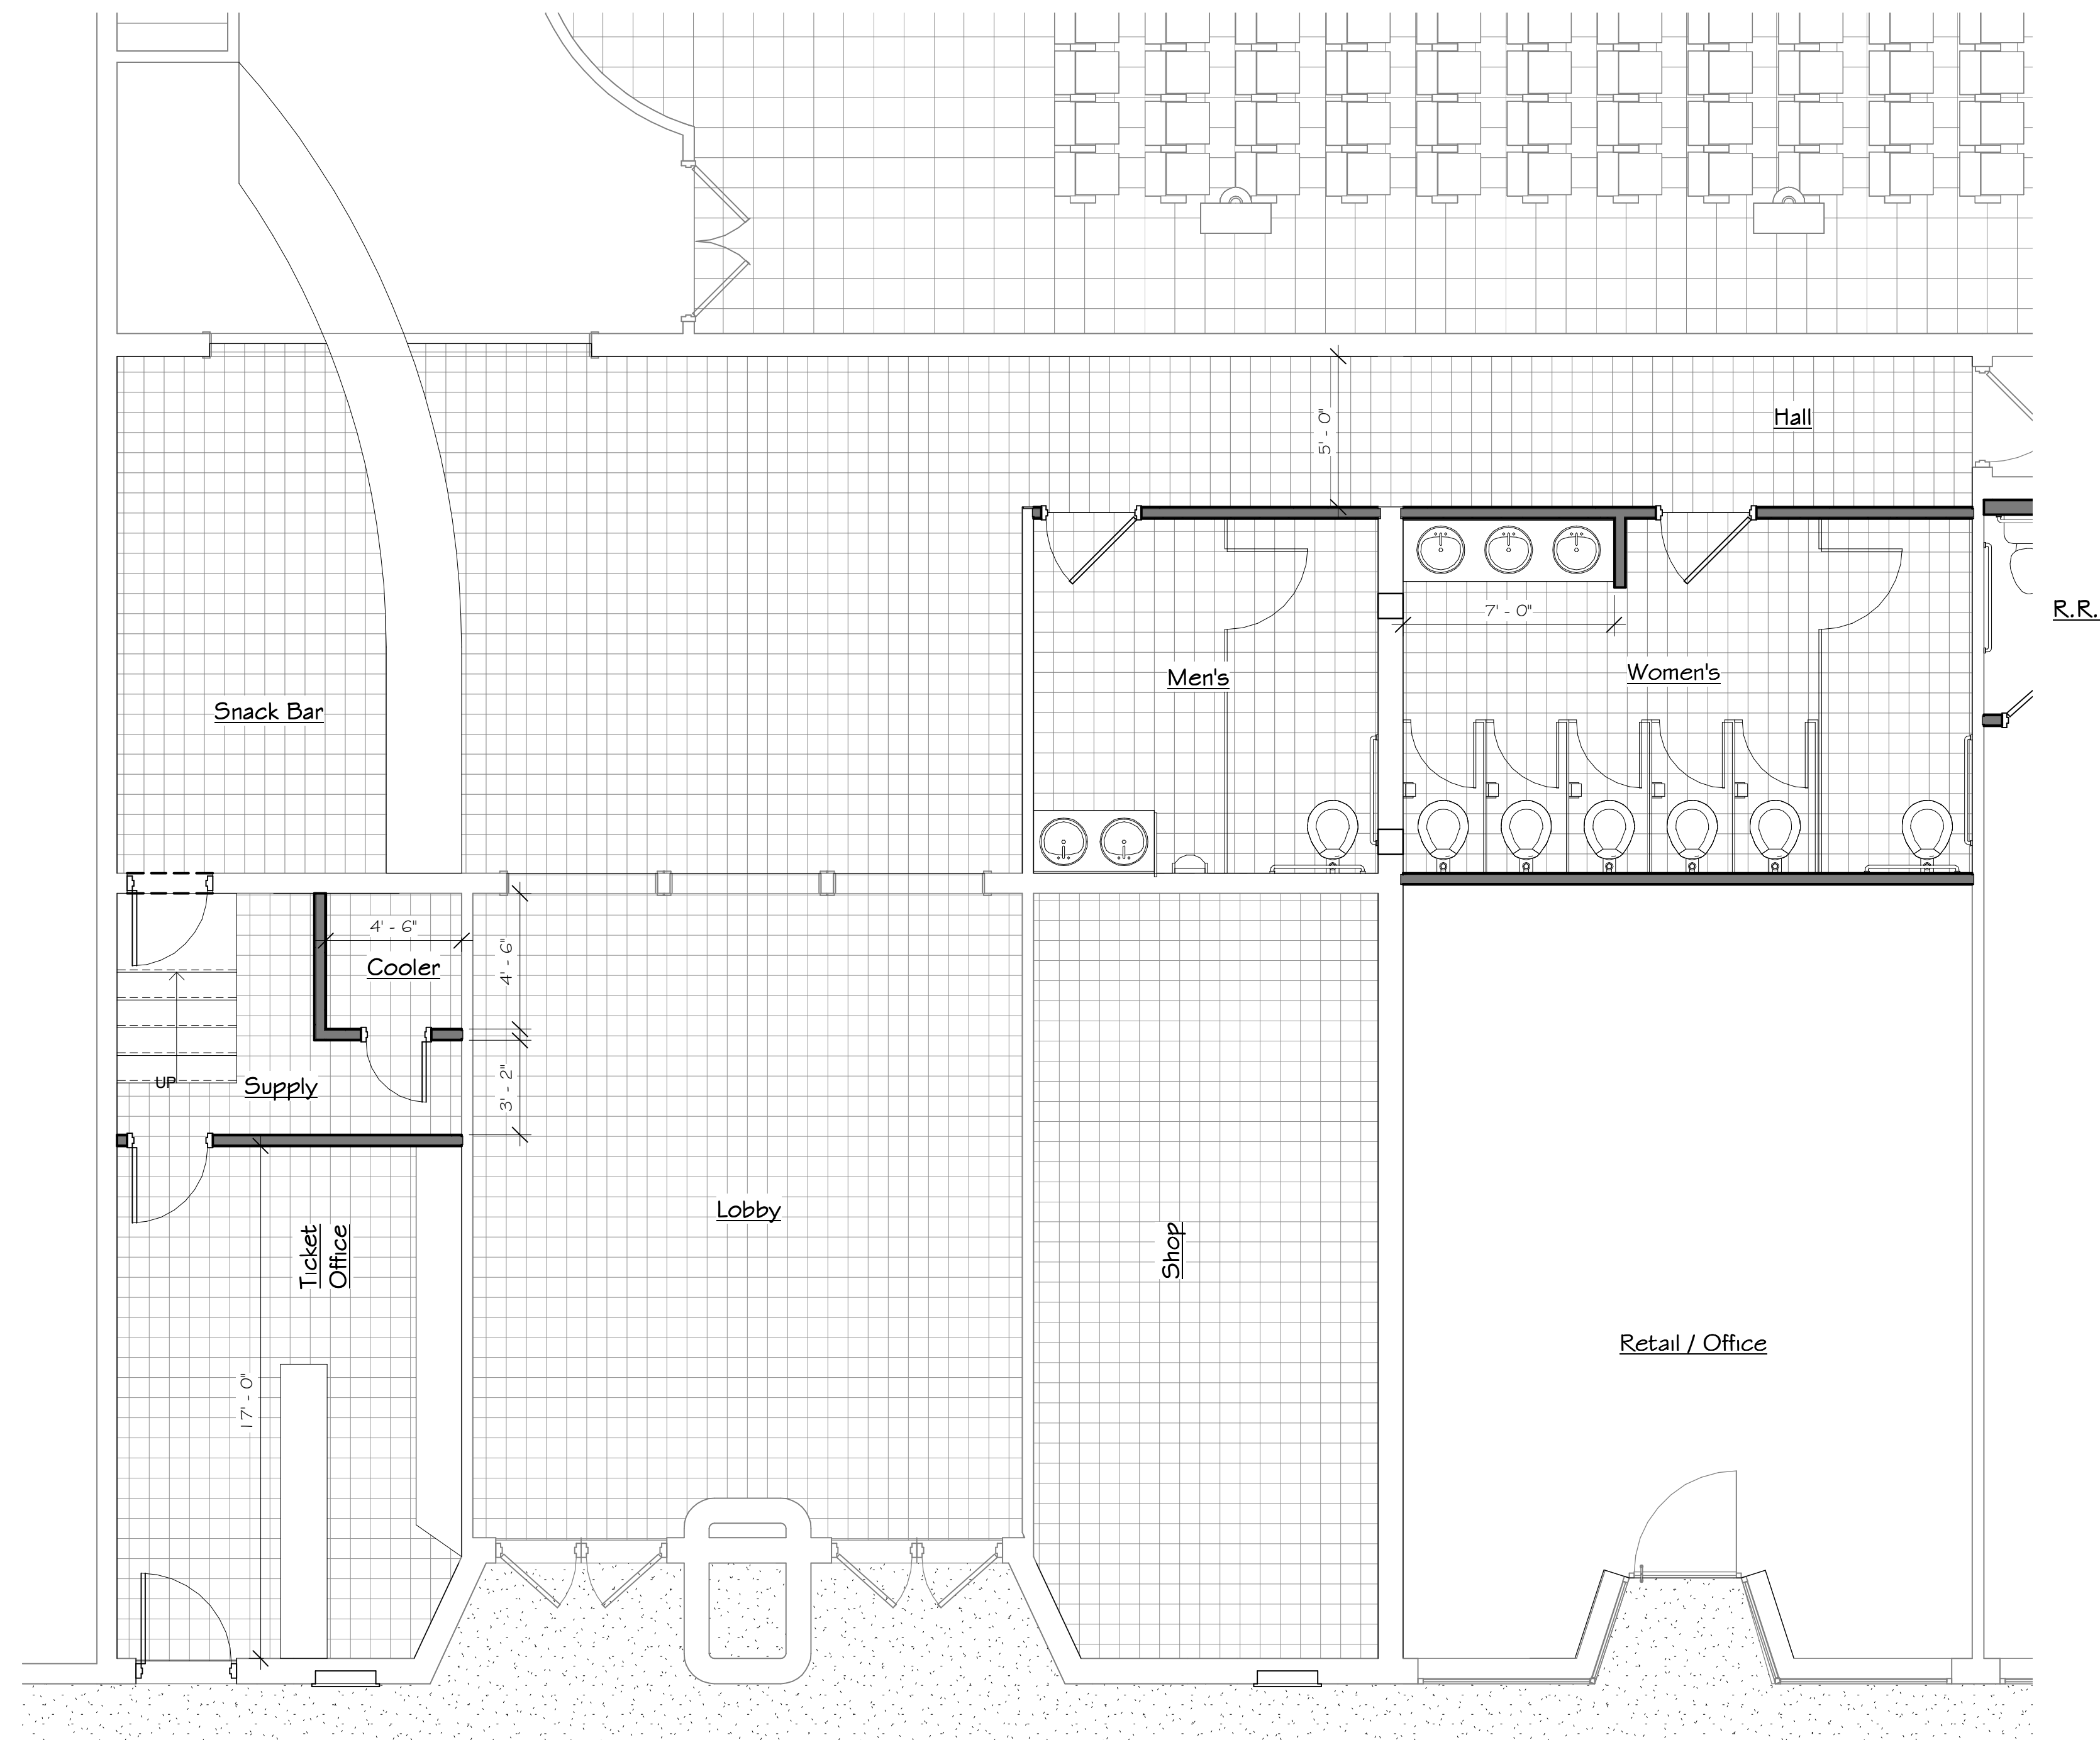 Hall
5' - 0"
R.R.
7' - 0"
Men's
Women's
Snack Bar
4' - 6"
4' - 6"
Cooler
3' - 2"
UP
Supply
Lobby
Ticket
Office
Shop
Retail / Office
17' - 0"